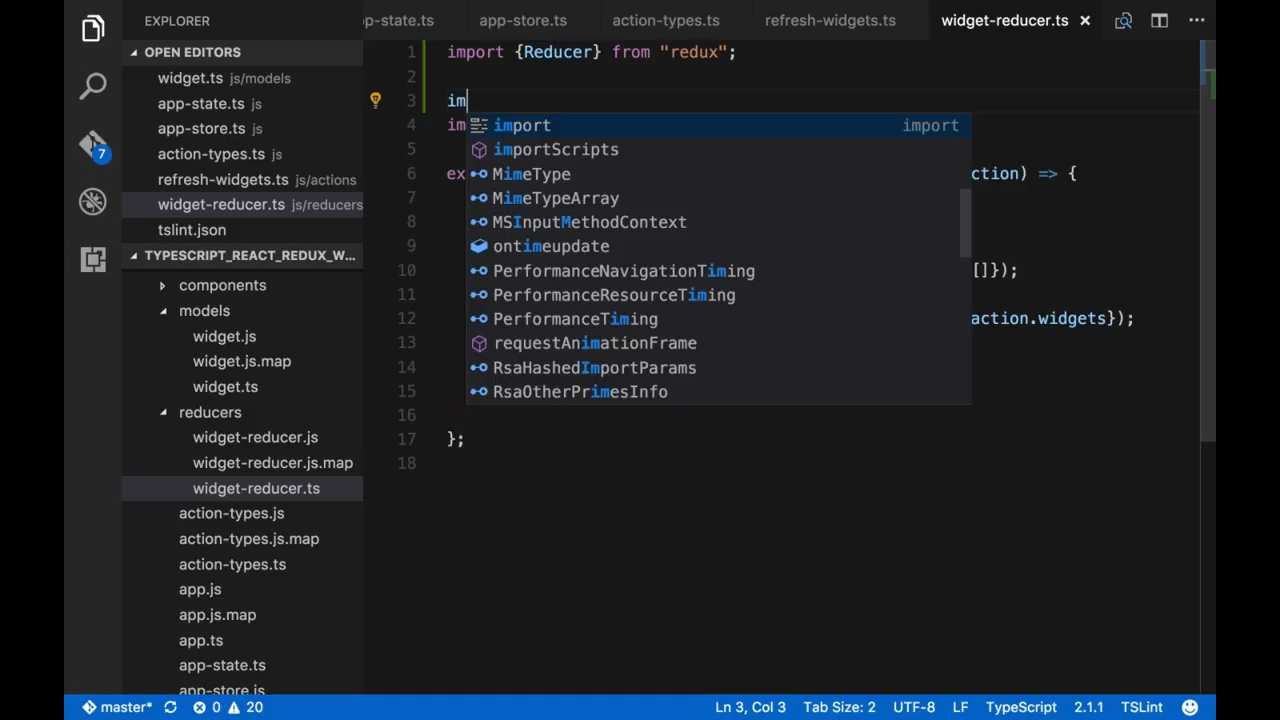 EXPLORER
OPEN EDITORS
widget.ts js/models
app-state.ts js
app-store.ts js
action-types.ts js
refresh-widgets.ts js/actions
widget-reducer.ts js/reducers
tslint.json
TYPESCRIPT_REACT_REDUX_W...
components
models
widget.js
widget.js.map
widget.ts
reducers
widget-reducer.js
widget-reducer.js.map
widget-reducer.ts
action-types.js
action-types.js.map
action-types.ts
app.js
app.js.map
app.ts
app-state.ts
app-store.js
7
pp-state.ts app-store.ts action-types.ts refresh-widgets.ts widget-reducer.ts
1 import {Reducer} from "redux";
2
3 im
4 im
5
6 ex ction) => {
7
8
9
10 []});
11
12 action.widgets});
13
14
15
16
17 };
18
import import
importScripts
MimeType
MimeTypeArray
MSInputMethodContext
ontimeupdate
PerformanceNavigationTiming
PerformanceResourceTiming
PerformanceTiming
requestAnimationFrame
RsaHashedImportParams
RsaOtherPrimesInfo
master* 0 20 Ln 3, Col 3 Tab Size: 2 UTF-8 LF TypeScript 2.1.1 TSLint